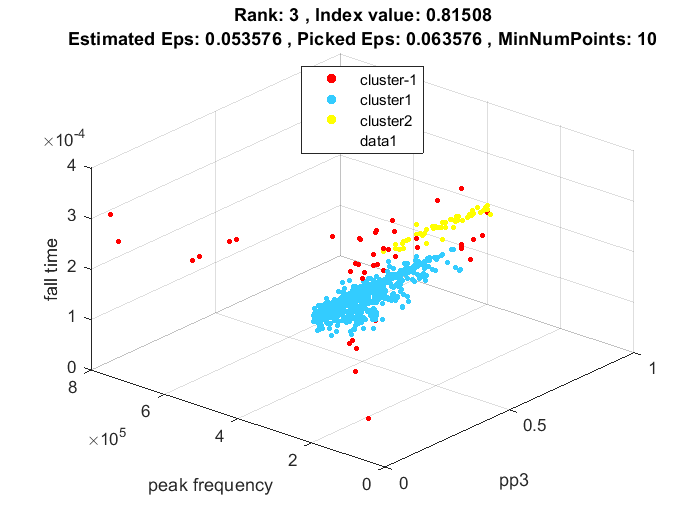 Rank: 3 , Index value: 0.81508
Estimated Eps: 0.053576 , Picked Eps: 0.063576 , MinNumPoints: 10
cluster-1
cluster1
cluster2
data1
×10-4
4
3
2
1
0
fall time
8
6
4
2
0
×105
peak frequency
0
0.5
1
pp3